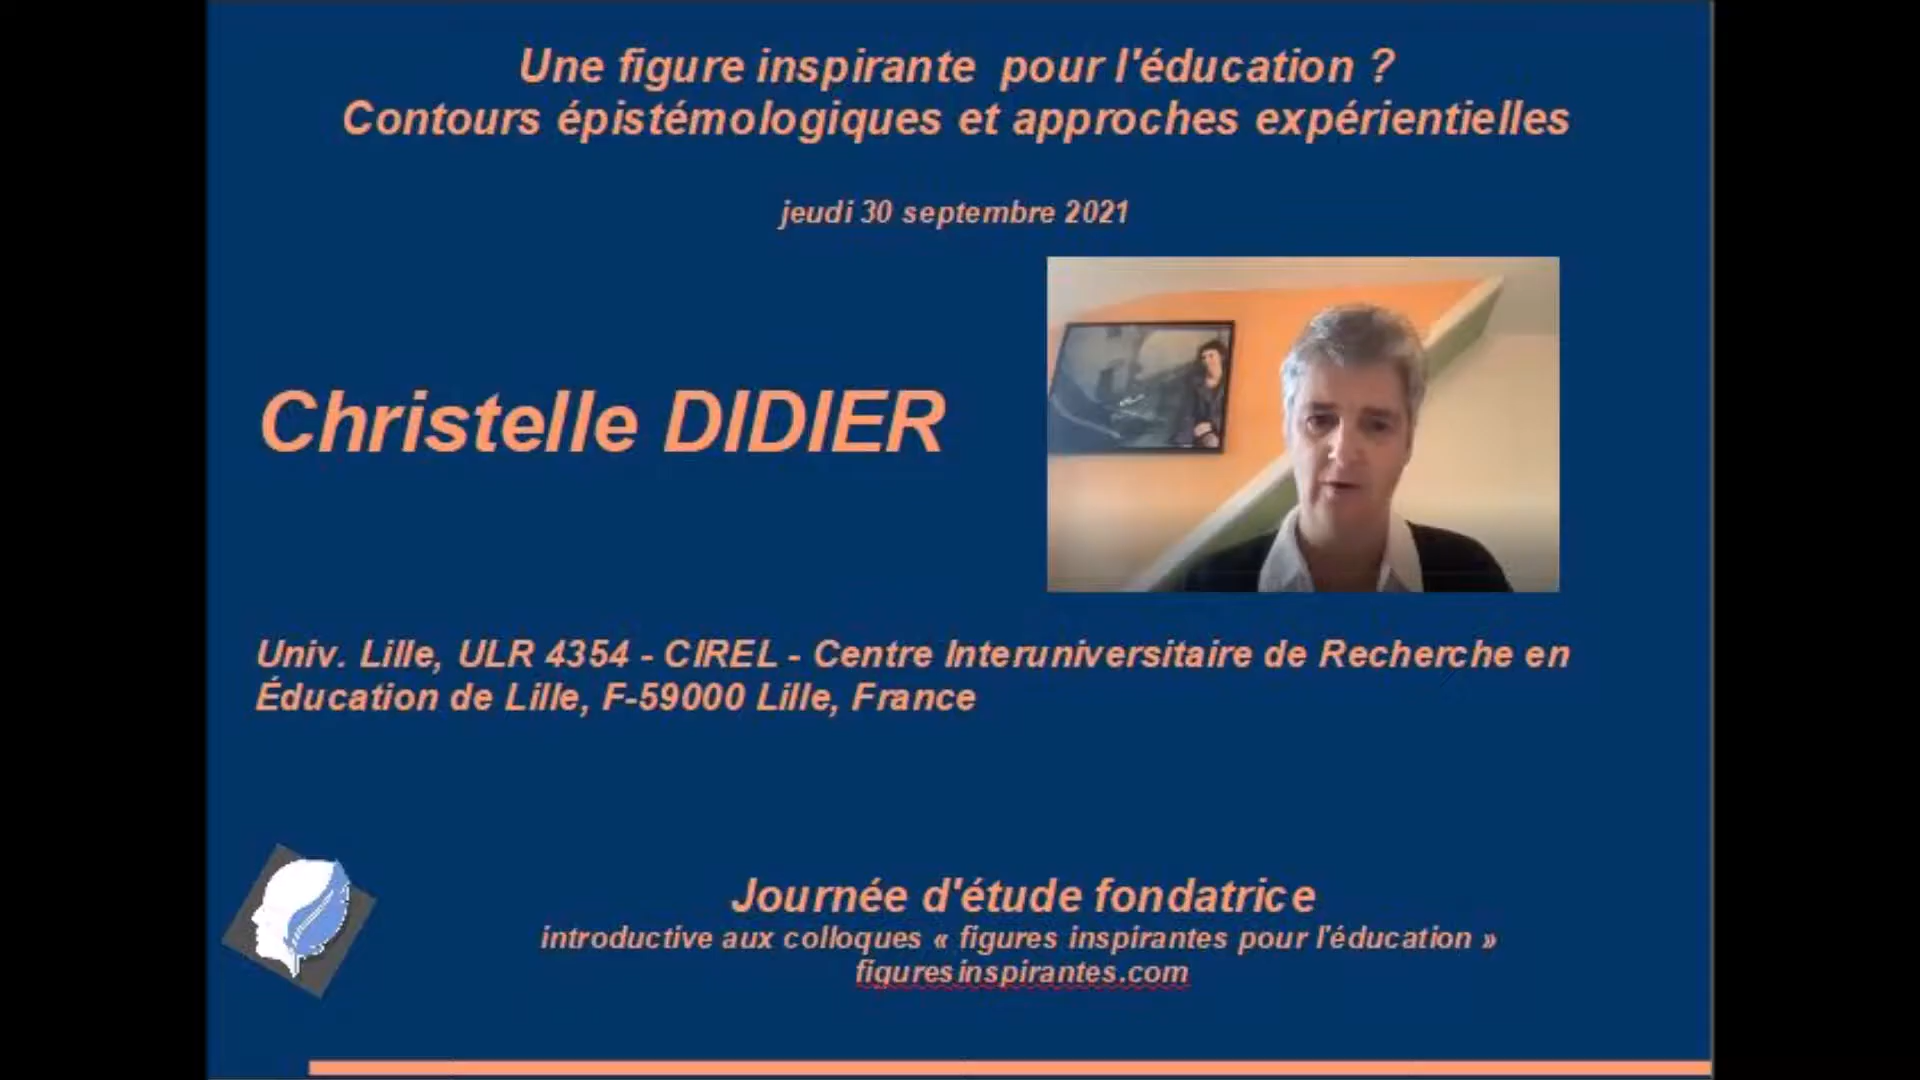 Une figure inspirante pour l'éducation ?
Contours épistémologiques et approches expérientielles
jeudi 30 septembre 2021
Christelle DIDIER
Univ. Lille, ULR 4354 - CIREL - Centre Interuniversitaire de Recherche en
Éducation de Lille, F-59000 Lille, France
Journée d'étude fondatrice
introductive aux colloques « figures inspirantes pour l'éducation »
figuresinspirantes.com